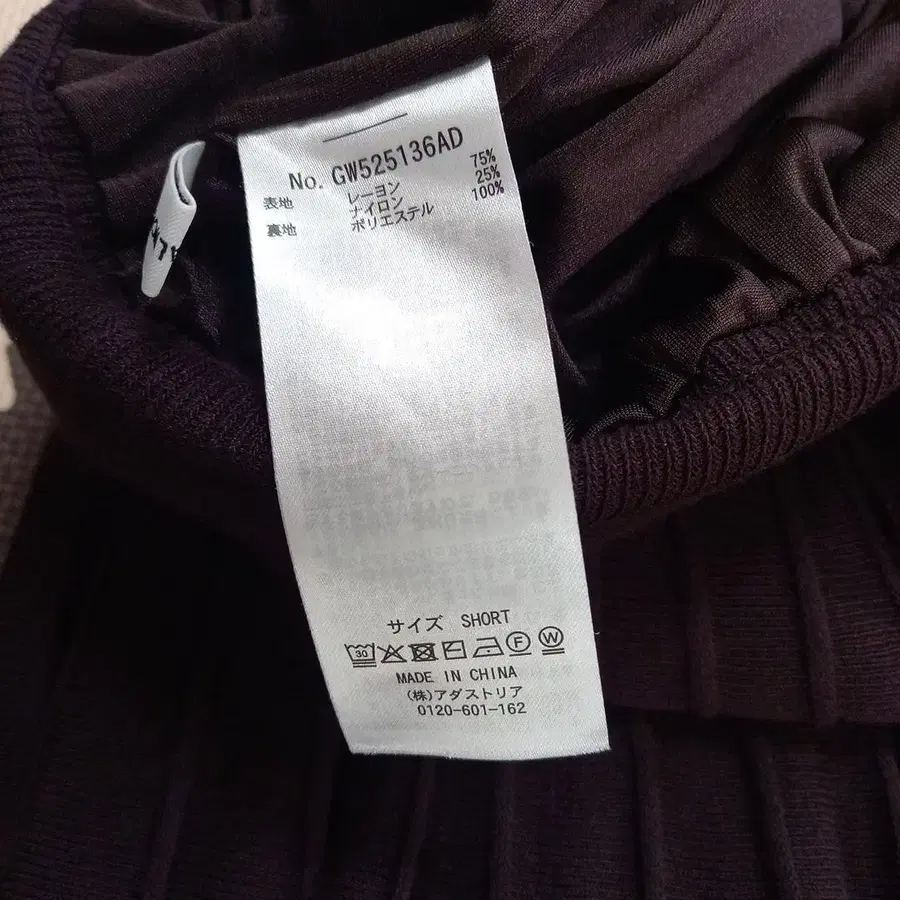 No. GW525136AD
表地 レーヨン 75%
ナイロン 25%
裏地 ポリエステル 100%
サイズ SHORT
30 F W
MADE IN CHINA
(株)アダストリア
0120-601-162